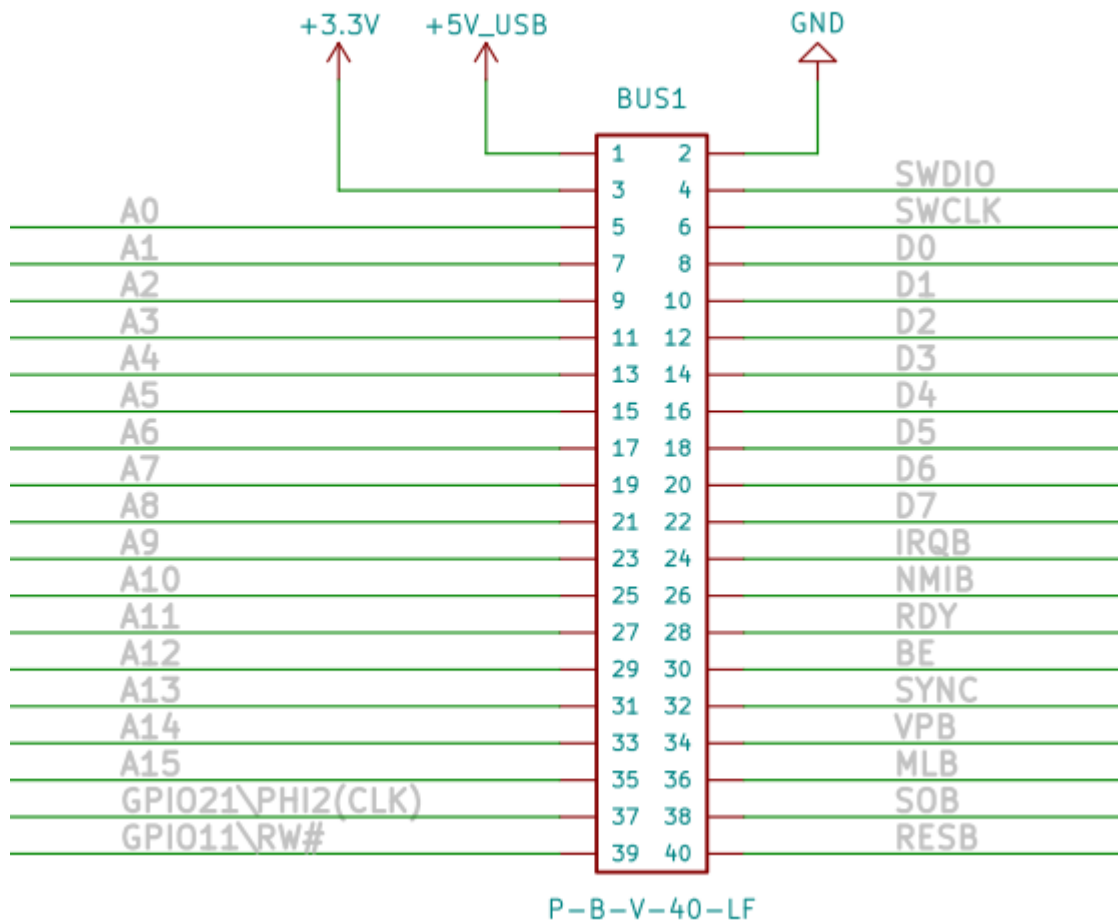 +3.3V +5V_USB GND
BUS1
1 2
3 4 SWDIO
A0 5 6 SWCLK
A1 7 8 D0
A2 9 10 D1
A3 11 12 D2
A4 13 14 D3
A5 15 16 D4
A6 17 18 D5
A7 19 20 D6
A8 21 22 D7
A9 23 24 IRQB
A10 25 26 NMIB
A11 27 28 RDY
A12 29 30 BE
A13 31 32 SYNC
A14 33 34 VPB
A15 35 36 MLB
GPIO21\PHI2(CLK) 37 38 SOB
GPIO11\RW# 39 40 RESB
P-B-V-40-LF